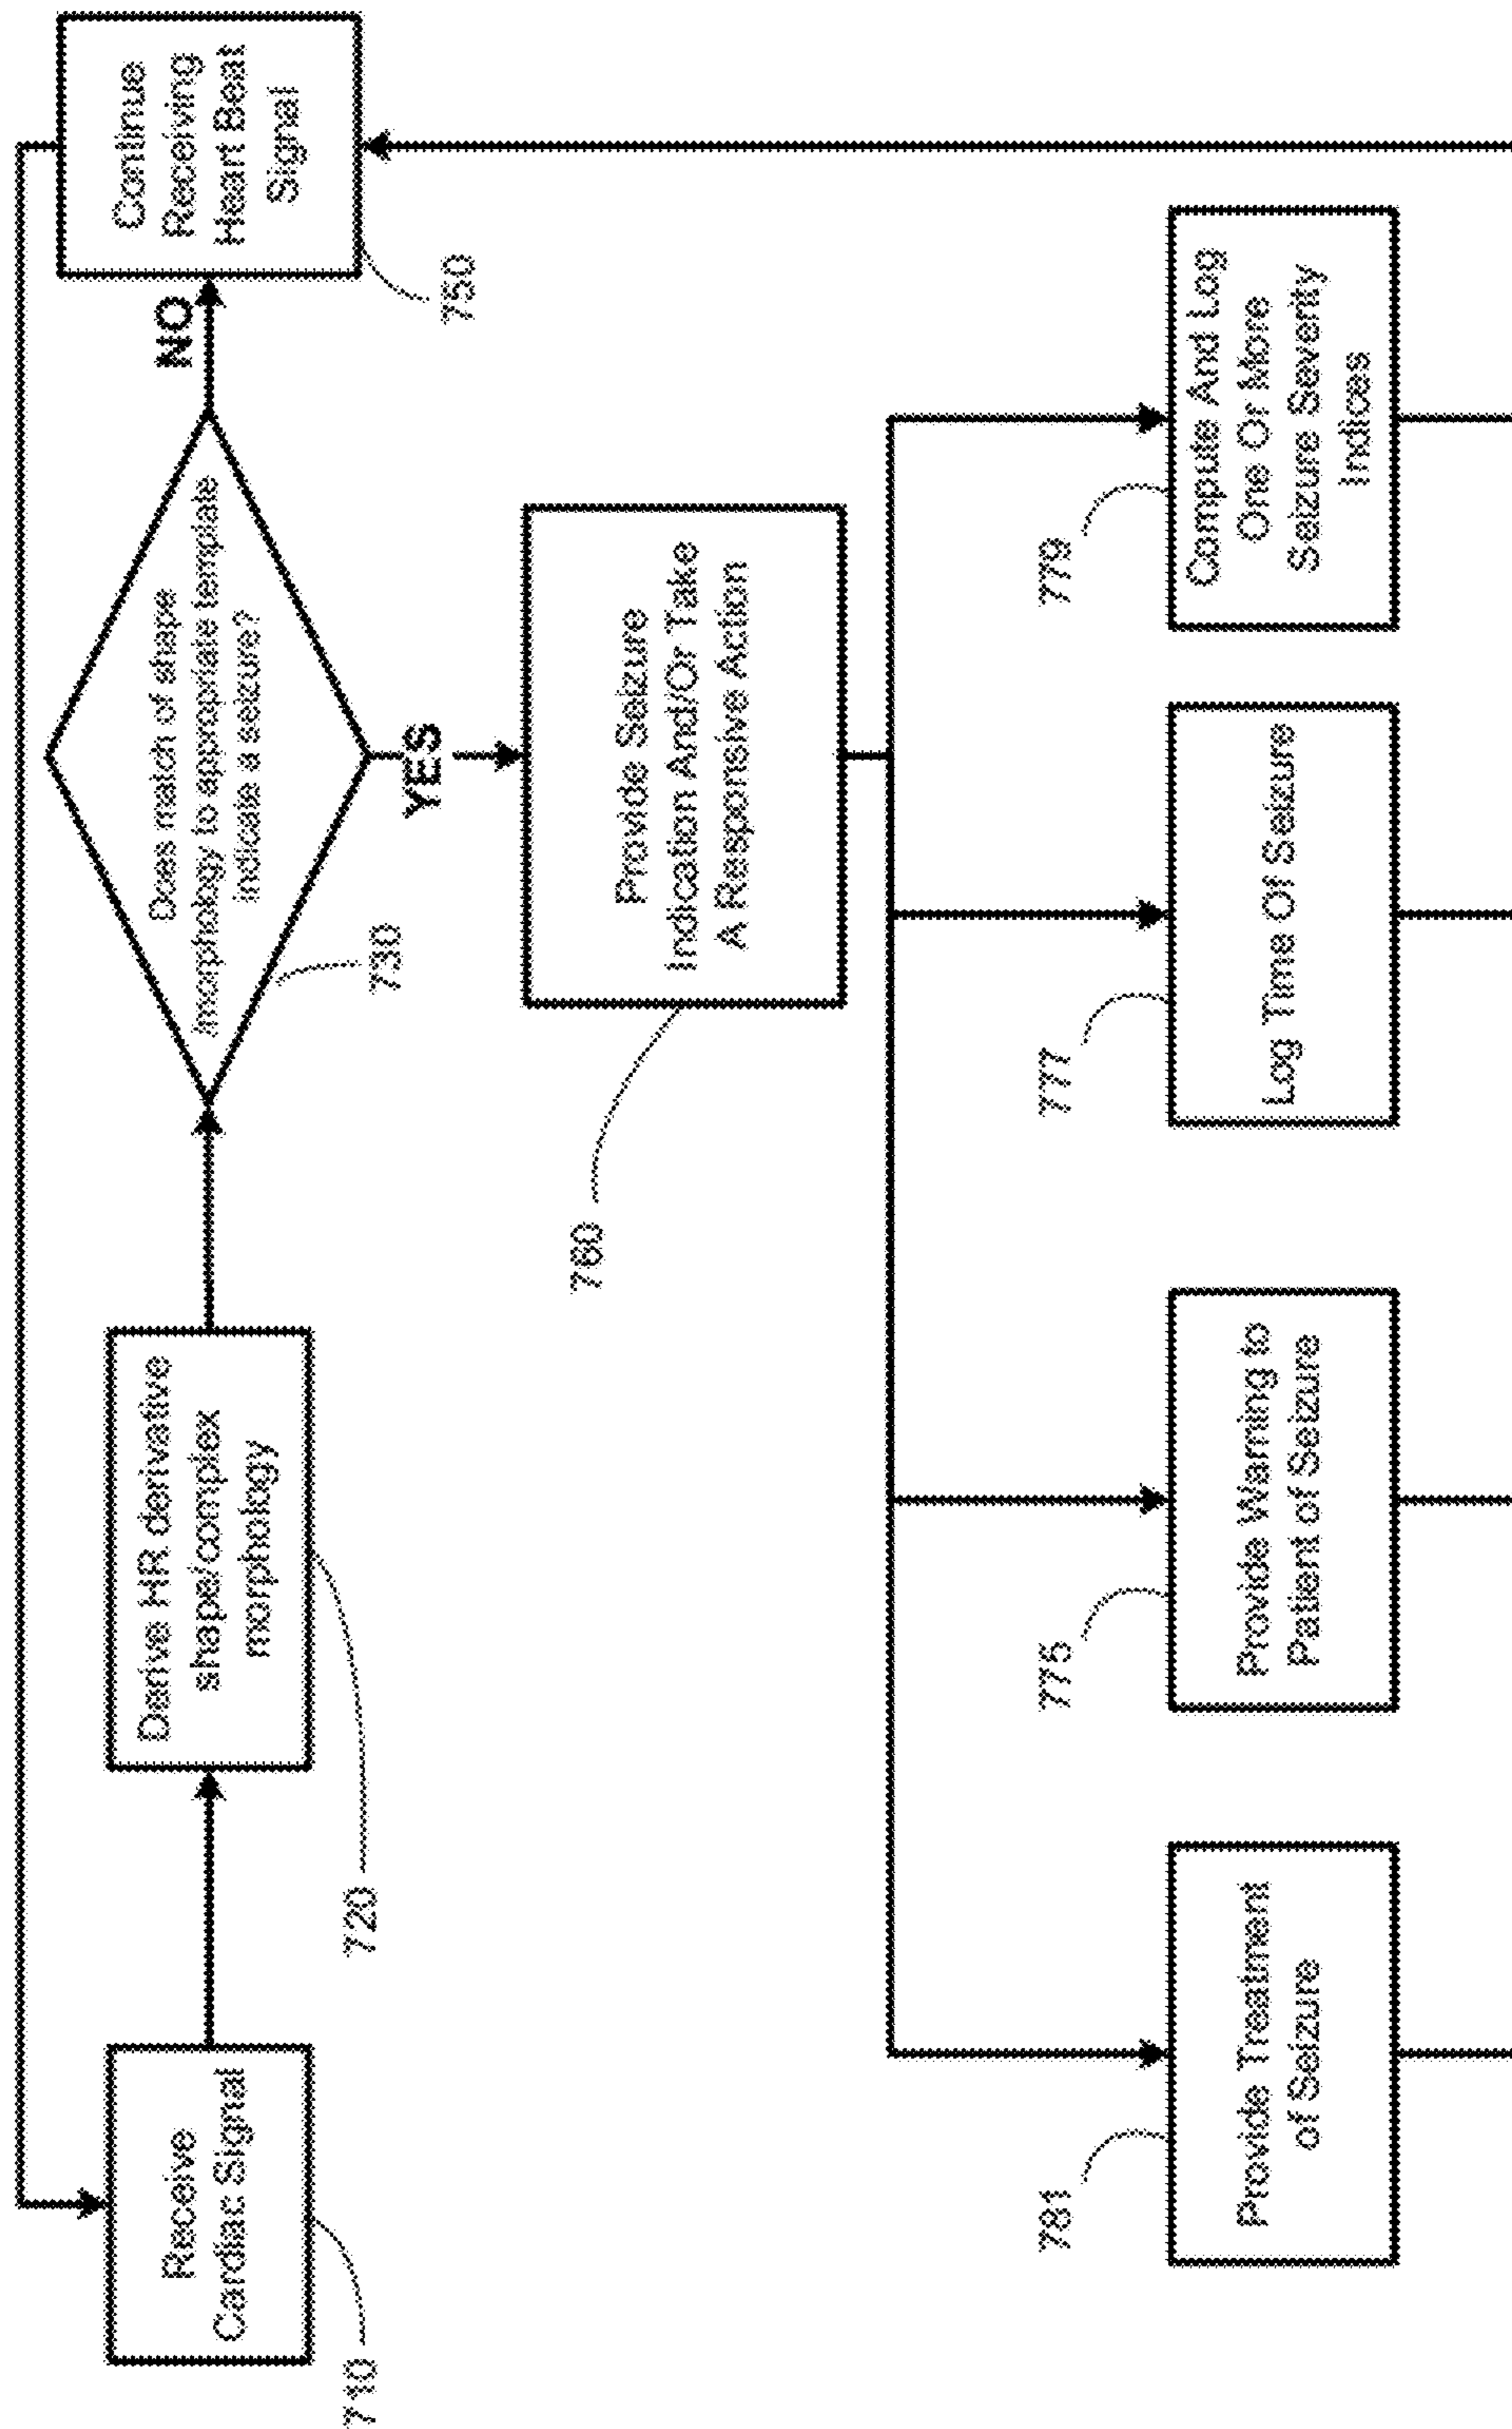 Receive
Cardiac Signal
710
Derive HR derivative
shape/complex
morphology
720
Does match of shape
morphology to appropriate template
indicate a seizure?
730
NO
Continue
Receiving
Heart Beat
Signal
750
YES
Provide Seizure
Indication And/Or Take
A Responsive Action
760
781
Provide Treatment
of Seizure
775
Provide Warning to
Patient of Seizure
777
Log Time Of Seizure
779
Compute And Log
One Or More
Seizure Severity
Indices